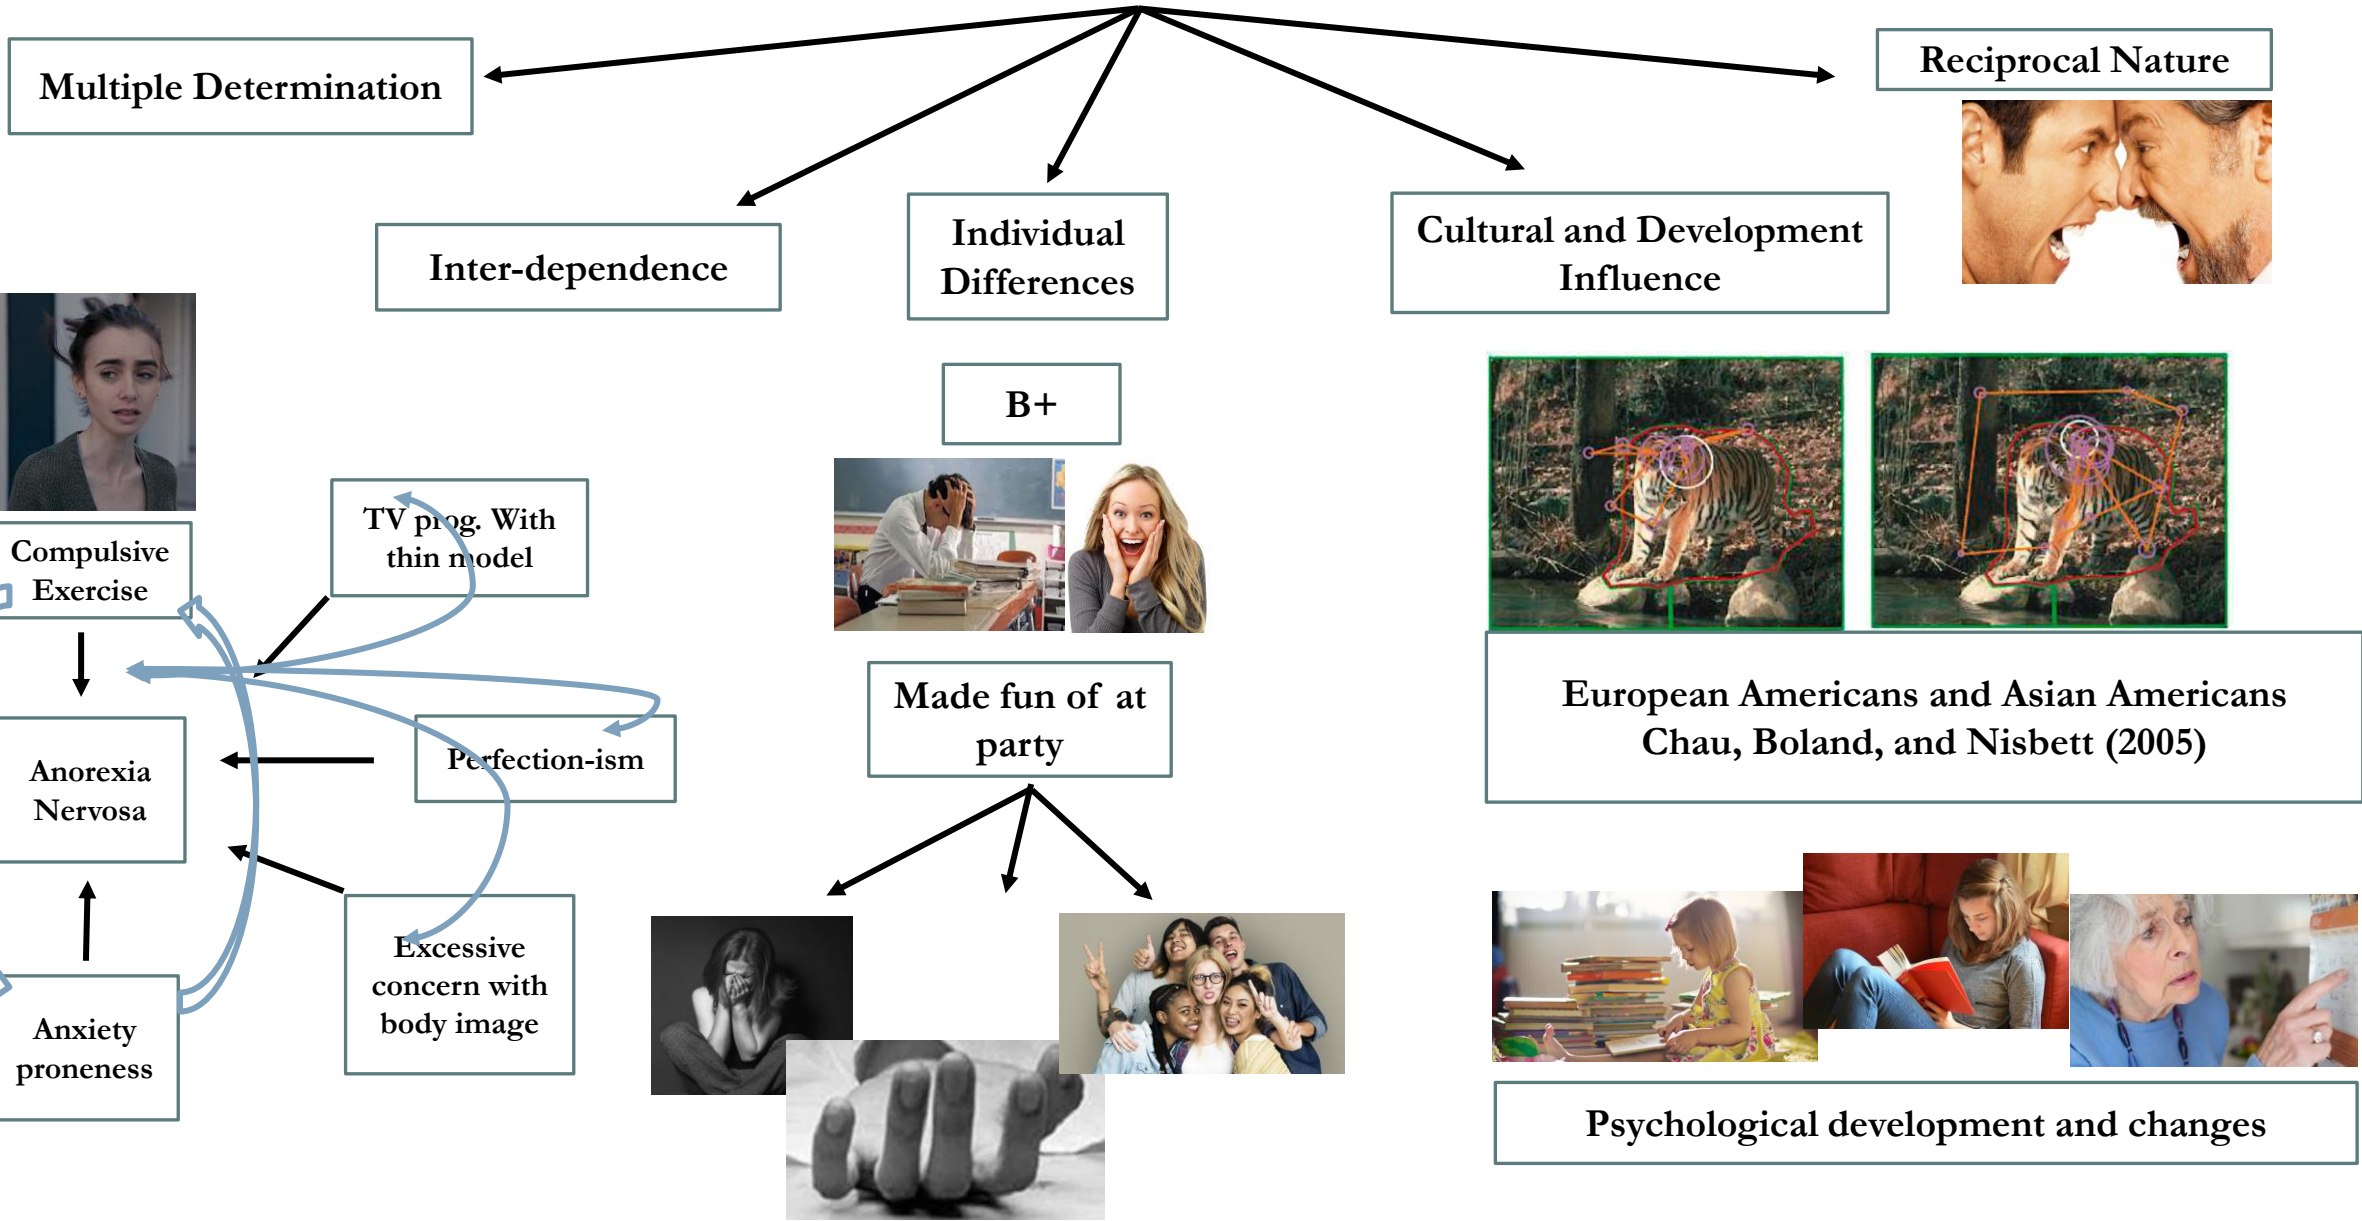 Multiple Determination
Reciprocal Nature
Inter-dependence
Individual
Differences
Cultural and Development
Influence
B+
Compulsive
Exercise
TV prog. With
thin model
Made fun of at
party
European Americans and Asian Americans
Chau, Boland, and Nisbett (2005)
Anorexia
Nervosa
Perfection-ism
Excessive
concern with
body image
Anxiety
proneness
Psychological development and changes